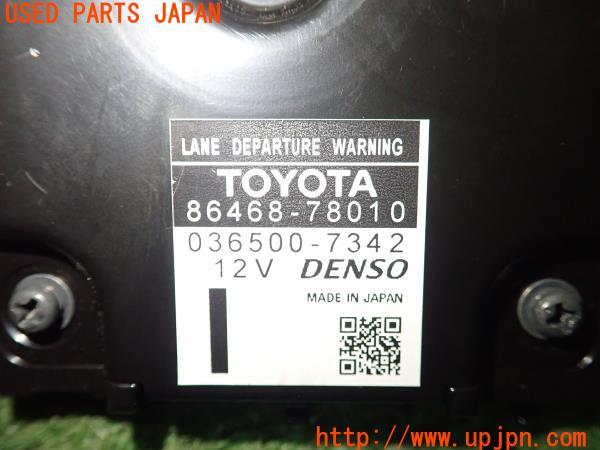 USED PARTS JAPAN
LANE DEPARTURE WARNING
TOYOTA
86468-78010
036500-7342
12V DENSO
MADE IN JAPAN
http://www.upjpn.com